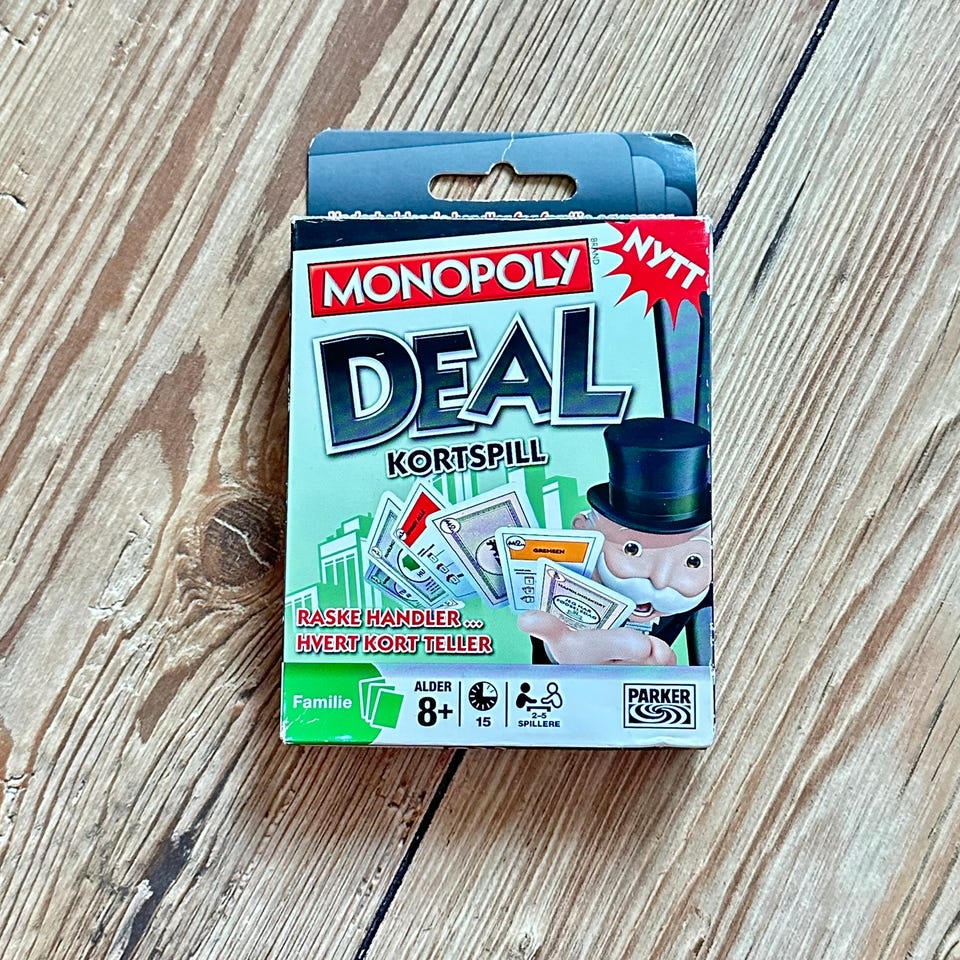 NYTT
MONOPOLY
BRAND
DEAL
KORTSPILL
GRENSEN
RASKE HANDLER ...
HVERT KORT TELLER
Familie
ALDER
8+
15
2-5
SPILLERE
PARKER